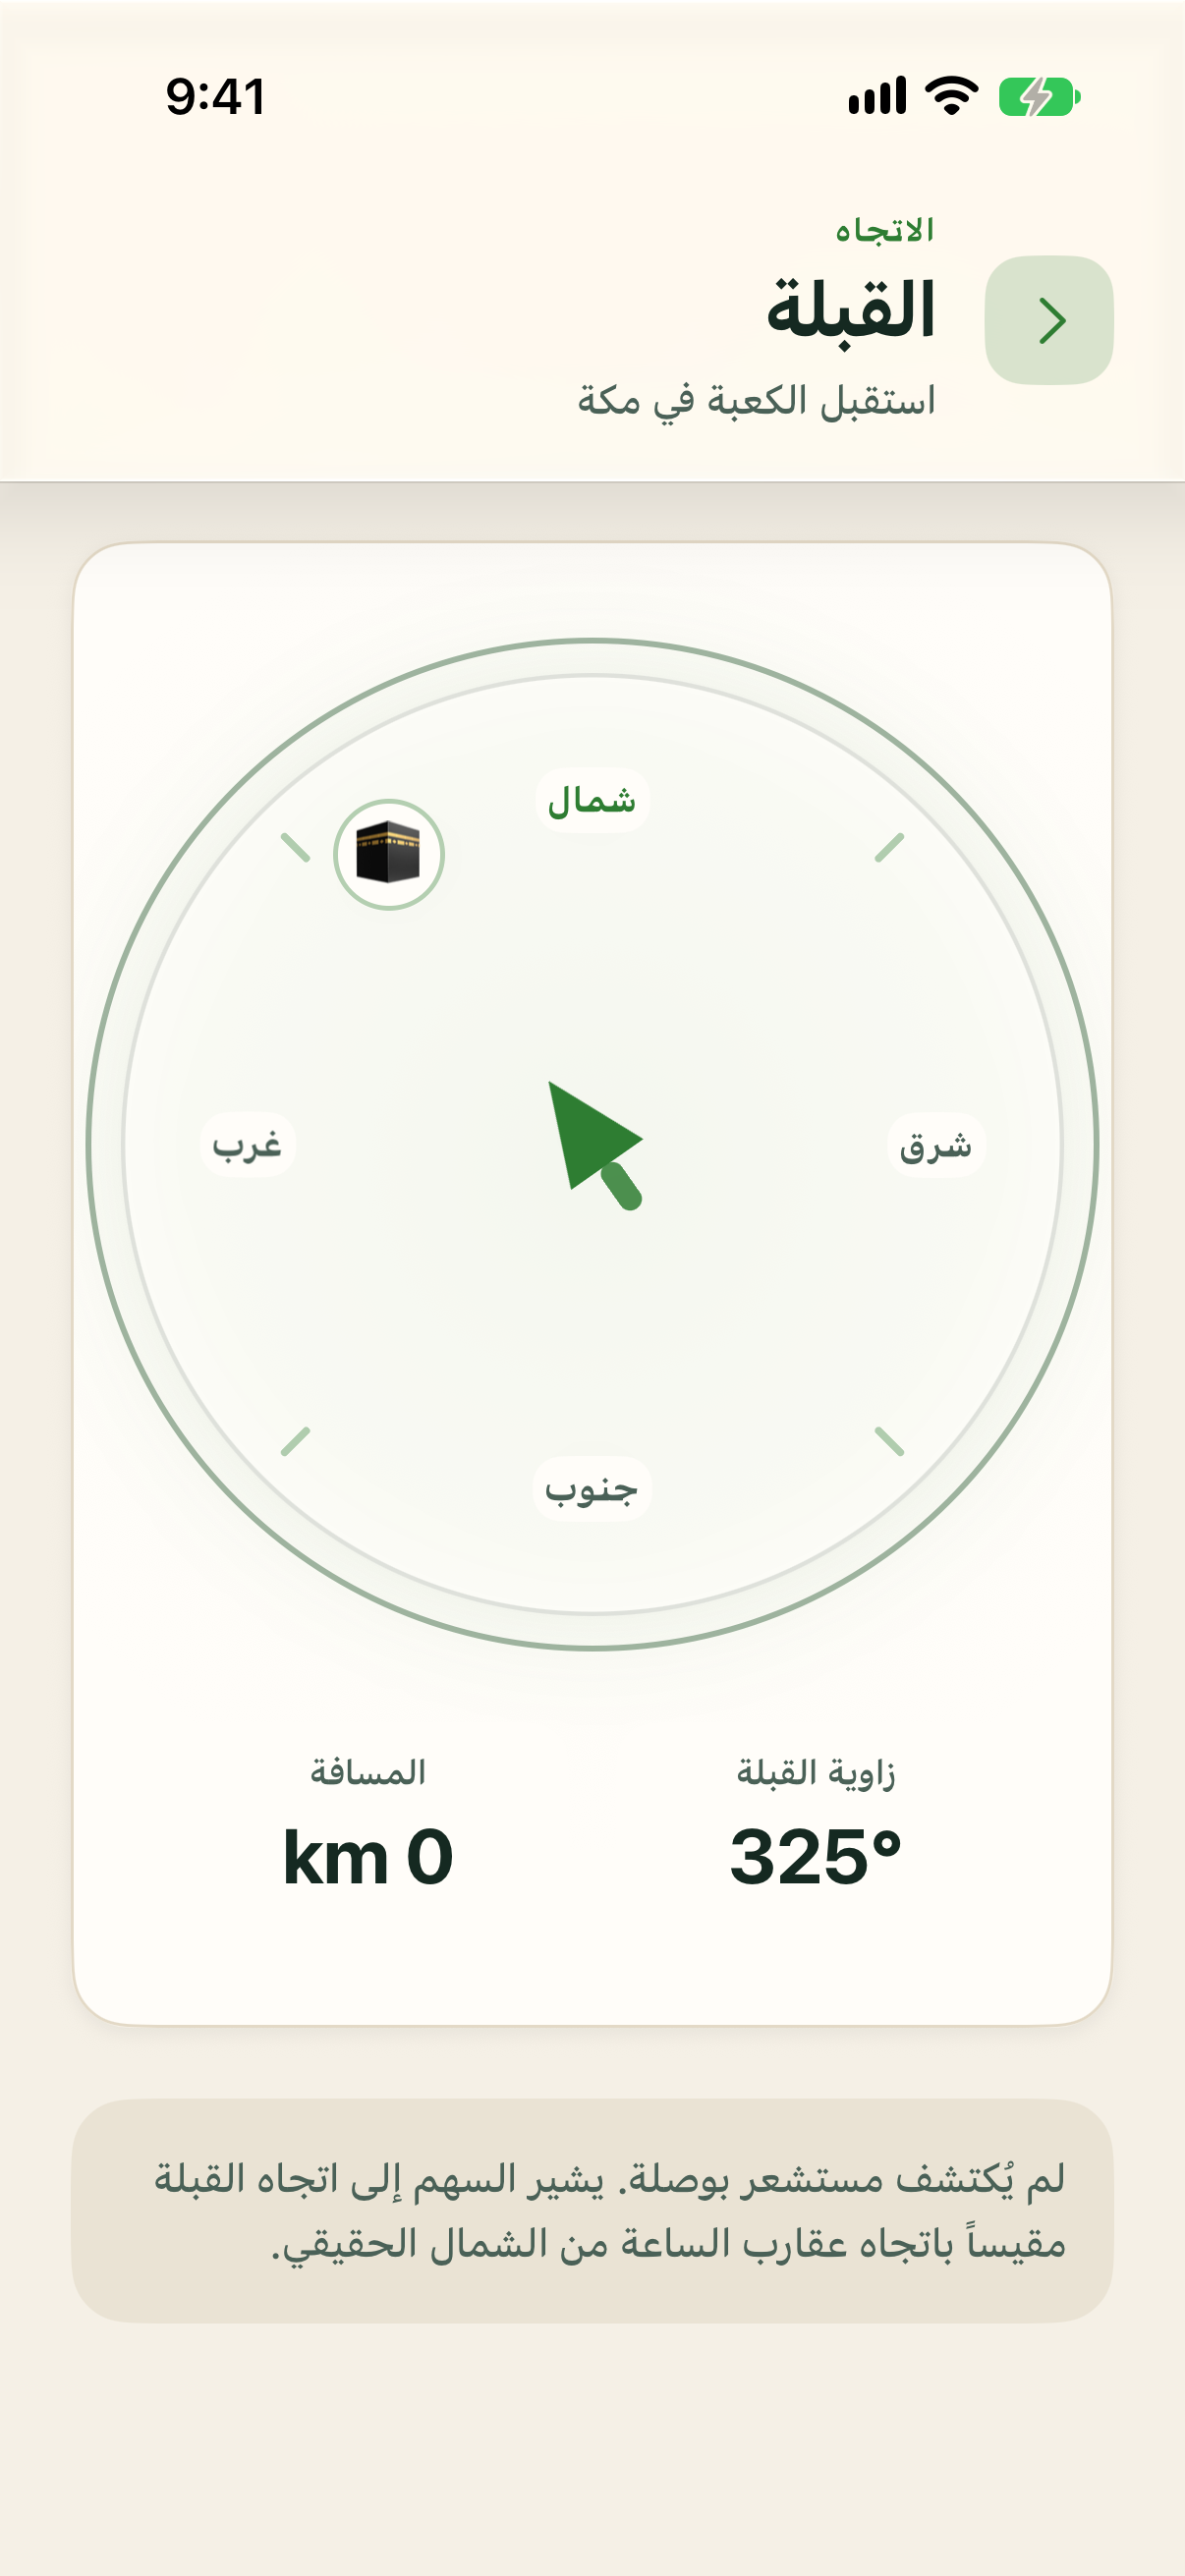 9:41
الاتجاه
القبلة
استقبل الكعبة في مكة
شمال
شرق
غرب
جنوب
زاوية القبلة
325°
المسافة
km 0
لم يُكتشف مستشعر بوصلة. يشير السهم إلى اتجاه القبلة
مقيساً باتجاه عقارب الساعة من الشمال الحقيقي.